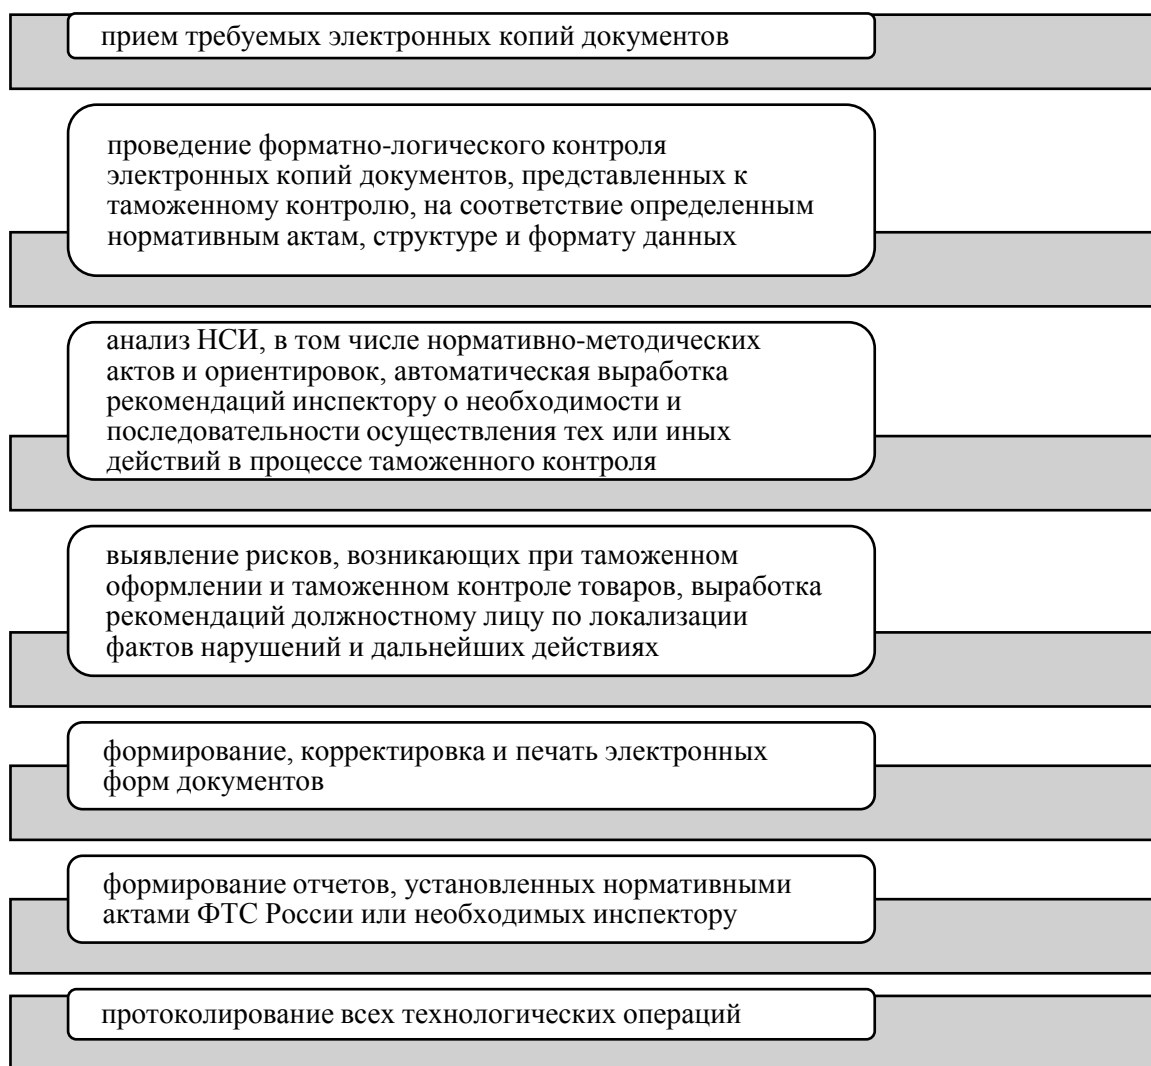 прием требуемых электронных копий документов
проведение форматно-логического контроля
электронных копий документов, представленных к
таможенному контролю, на соответствие определенным
нормативным актам, структуре и формату данных
анализ НСИ, в том числе нормативно-методических
актов и ориентировок, автоматическая выработка
рекомендаций инспектору о необходимости и
последовательности осуществления тех или иных
действий в процессе таможенного контроля
выявление рисков, возникающих при таможенном
оформлении и таможенном контроле товаров, выработка
рекомендаций должностному лицу по локализации
фактов нарушений и дальнейших действиях
формирование, корректировка и печать электронных
форм документов
формирование отчетов, установленных нормативными
актами ФТС России или необходимых инспектору
протоколирование всех технологических операций